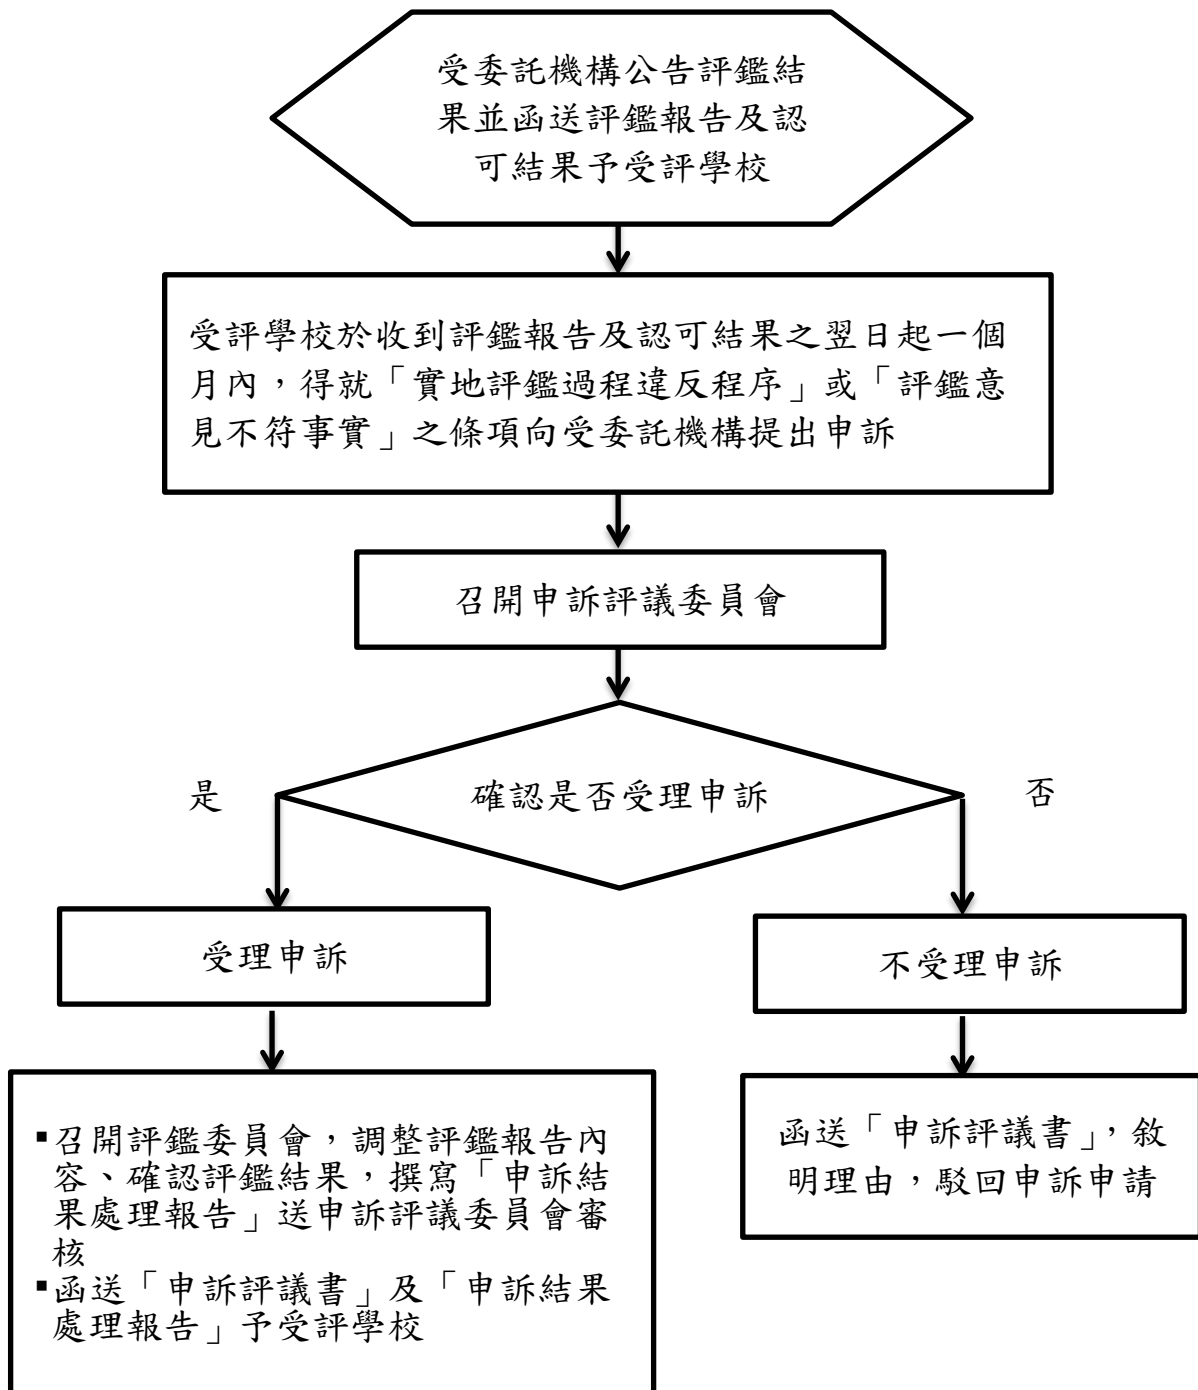 受委託機構公告評鑑結
果並函送評鑑報告及認
可結果予受評學校
受評學校於收到評鑑報告及認可結果之翌日起一個
月內，得就「實地評鑑過程違反程序」或「評鑑意
見不符事實」之條項向受委託機構提出申訴
召開申訴評議委員會
是
確認是否受理申訴
否
受理申訴
不受理申訴
▪召開評鑑委員會，調整評鑑報告內
容、確認評鑑結果，撰寫「申訴結
果處理報告」送申訴評議委員會審
核
▪函送「申訴評議書」及「申訴結果
處理報告」予受評學校
函送「申訴評議書」，敘
明理由，駁回申訴申請